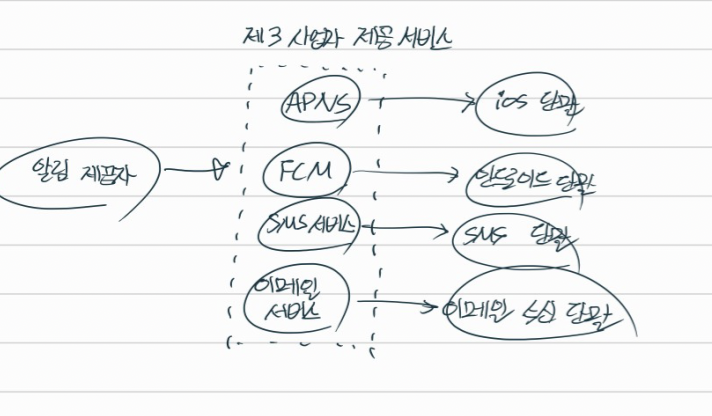 제3 사업자 제공 서비스
APNS
iOS 단말
알림 제공자
FCM
안드로이드 단말
SMS 서비스
SMS 단말
이메일
서비스
이메일 수신 단말